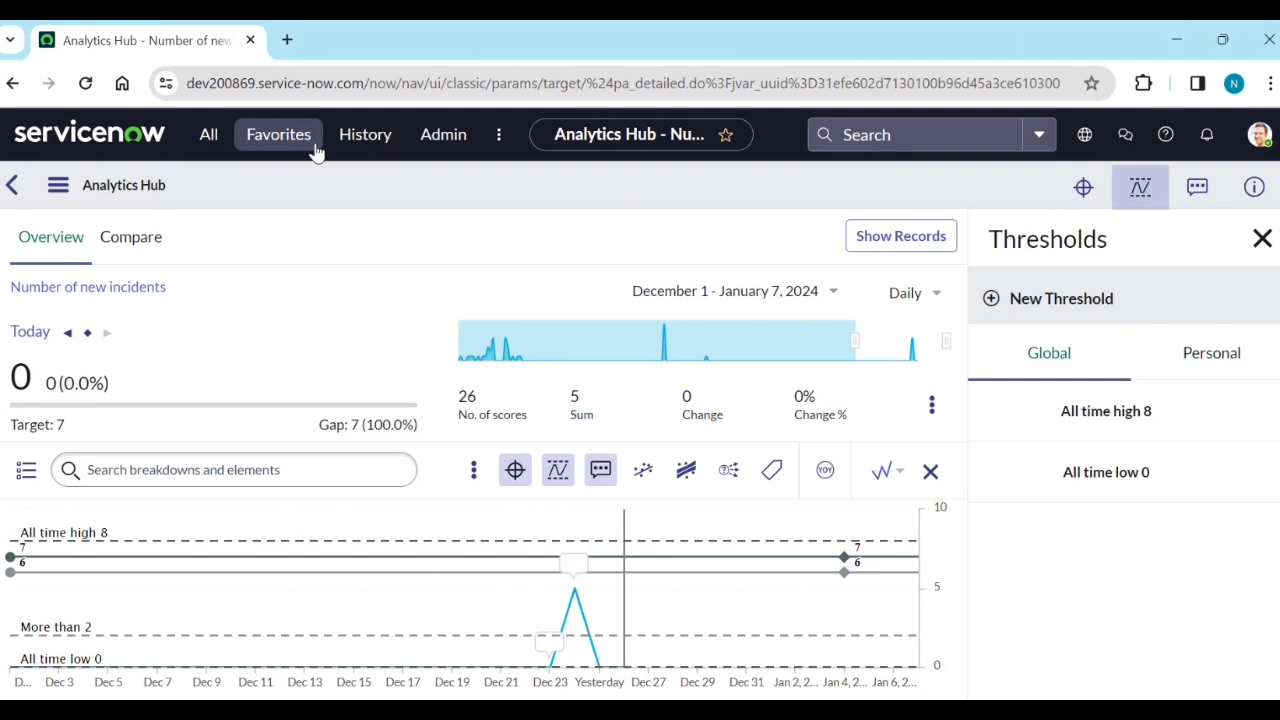 Analytics Hub - Number of new
dev200869.service-now.com/now/nav/ui/classic/params/target/%24pa_detailed.do%3Fjvar_uuid%3D31efe602d7130100b96d45a3ce610300
N
servicenow All Favorites History Admin Analytics Hub - Nu... Search
Analytics Hub
Overview Compare Show Records Thresholds
Number of new incidents December 1 - January 7, 2024 Daily New Threshold
Today
Global Personal
0 0 (0.0%)
26 5 0 0%
No. of scores Sum Change Change %
Target: 7 Gap: 7 (100.0%)
All time high 8
Search breakdowns and elements YOY
All time low 0
10
All time high 8
7 7
6 6
5
More than 2
All time low 0 0
D... Dec 3 Dec 5 Dec 7 Dec 9 Dec 11 Dec 13 Dec 15 Dec 17 Dec 19 Dec 21 Dec 23 Yesterday Dec 27 Dec 29 Dec 31 Jan 2, 2... Jan 4, 2... Jan 6, 2...